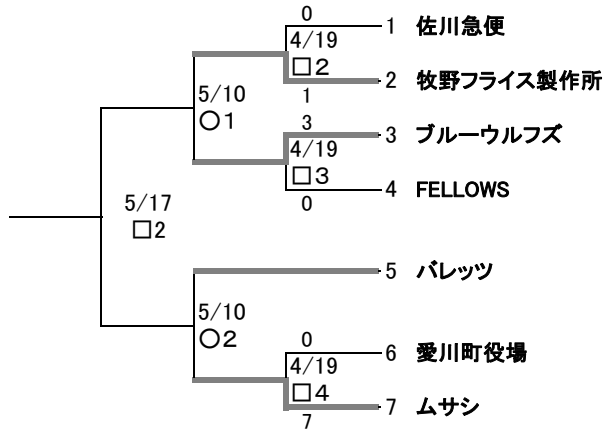 0
1 佐川急便
4/19
□2
2 牧野フライス製作所
1
5/10
○1
3
3 ブルーウルフズ
4/19
□3
4 FELLOWS
0
5/17
□2
5 バレッツ
5/10
○2
0
6 愛川町役場
4/19
□4
7 ムサシ
7